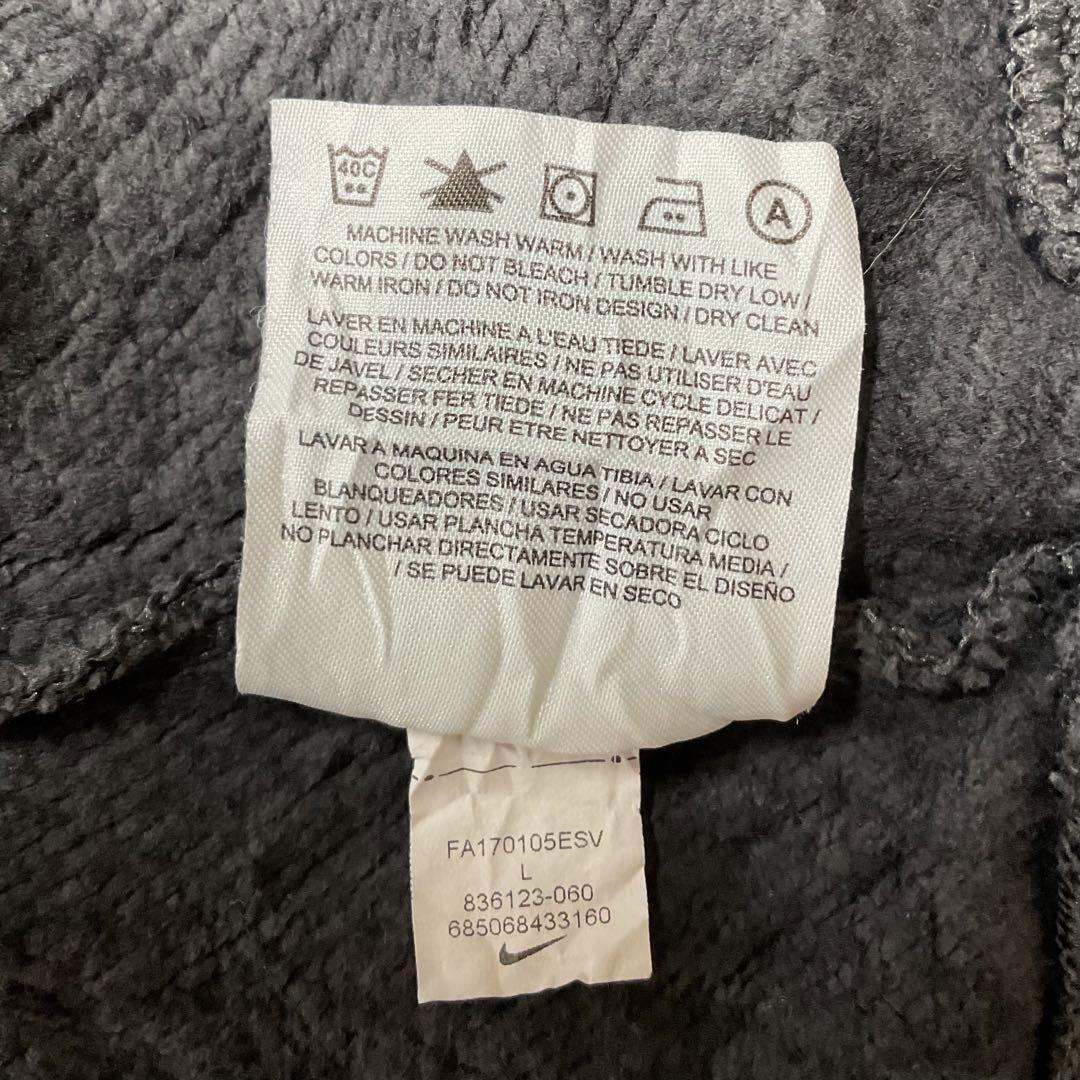 40C
A
MACHINE WASH WARM / WASH WITH LIKE
COLORS / DO NOT BLEACH / TUMBLE DRY LOW /
WARM IRON / DO NOT IRON DESIGN / DRY CLEAN
LAVER EN MACHINE A L'EAU TIEDE / LAVER AVEC
COULEURS SIMILAIRES / NE PAS UTILISER D'EAU
DE JAVEL / SECHER EN MACHINE CYCLE DELICAT /
REPASSER FER TIEDE / NE PAS REPASSER LE
DESSIN / PEUR ETRE NETTOYER A SEC
LAVAR A MAQUINA EN AGUA TIBIA / LAVAR CON
COLORES SIMILARES / NO USAR
BLANQUEADORES / USAR SECADORA CICLO
LENTO / USAR PLANCHA TEMPERATURA MEDIA /
NO PLANCHAR DIRECTAMENTE SOBRE EL DISEÑO
/ SE PUEDE LAVAR EN SECO
FA170105ESV
L
836123-060
685068433160